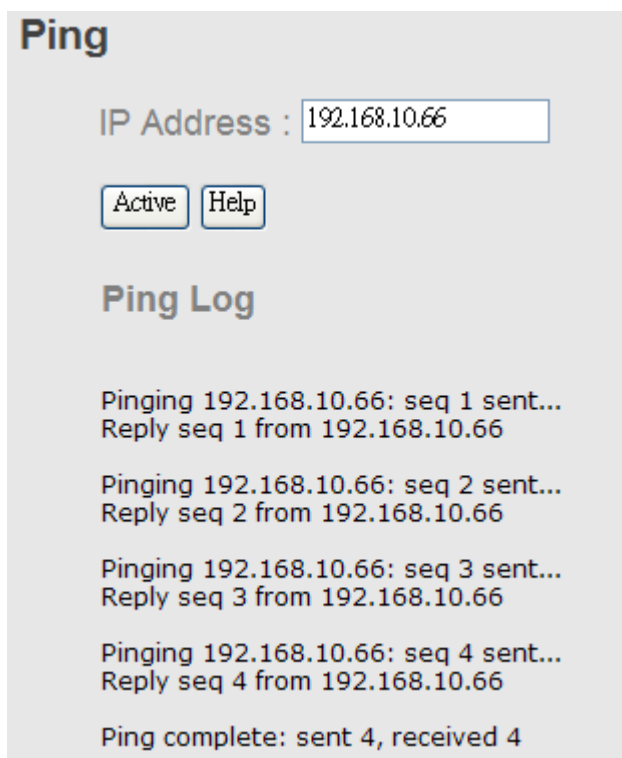 Ping
IP Address : 192.168.10.66
Active Help
Ping Log
Pinging 192.168.10.66: seq 1 sent...
Reply seq 1 from 192.168.10.66
Pinging 192.168.10.66: seq 2 sent...
Reply seq 2 from 192.168.10.66
Pinging 192.168.10.66: seq 3 sent...
Reply seq 3 from 192.168.10.66
Pinging 192.168.10.66: seq 4 sent...
Reply seq 4 from 192.168.10.66
Ping complete: sent 4, received 4